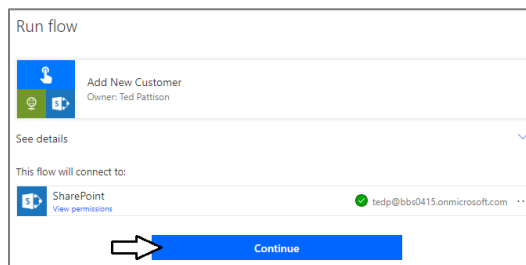 Run flow
Add New Customer
Owner: Ted Pattison
See details
This flow will connect to:
SharePoint
View permissions
tedp@bbs0415.onmicrosoft.com ...
Continue